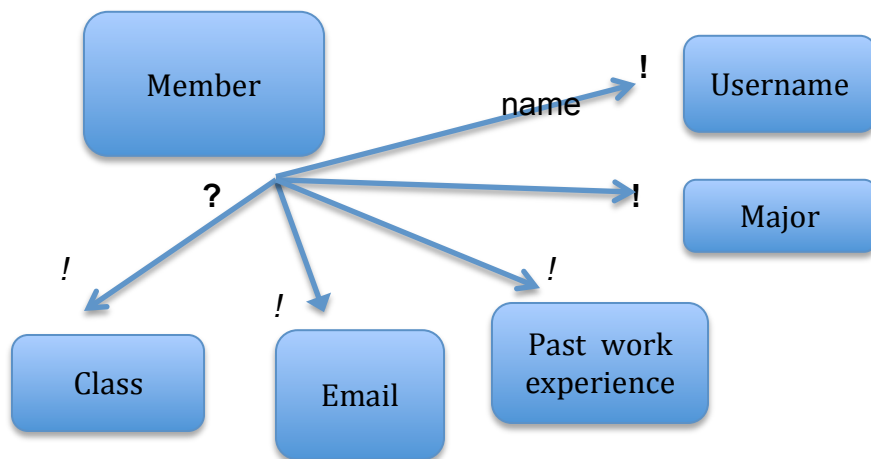 Member
!
Username
name
?
!
Major
!
!
!
Class
Email
Past work
experience